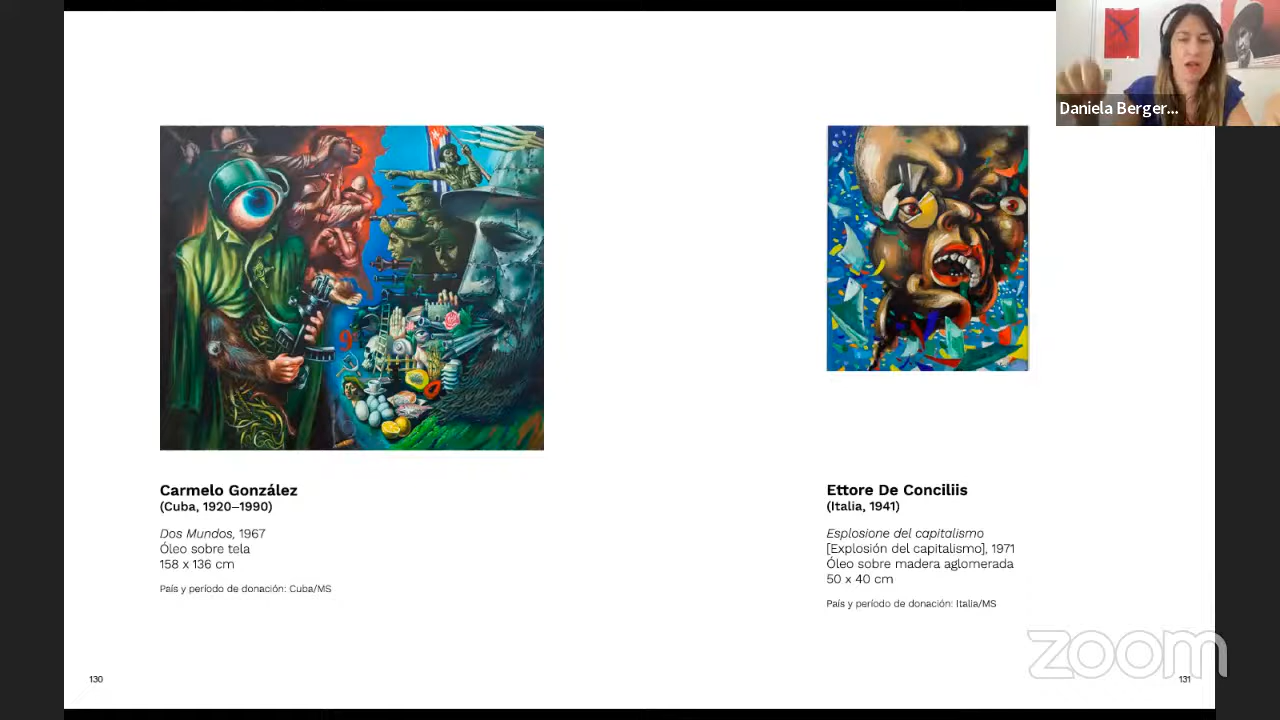 Daniela Berger...
9
Carmelo González
(Cuba, 1920–1990)
Dos Mundos, 1967
Óleo sobre tela
158 x 136 cm
País y período de donación: Cuba/MS
130
Ettore De Conciliis
(Italia, 1941)
Esplosione del capitalismo
[Explosión del capitalismo], 1971
Óleo sobre madera aglomerada
50 x 40 cm
País y período de donación: Italia/MS
131
zoom